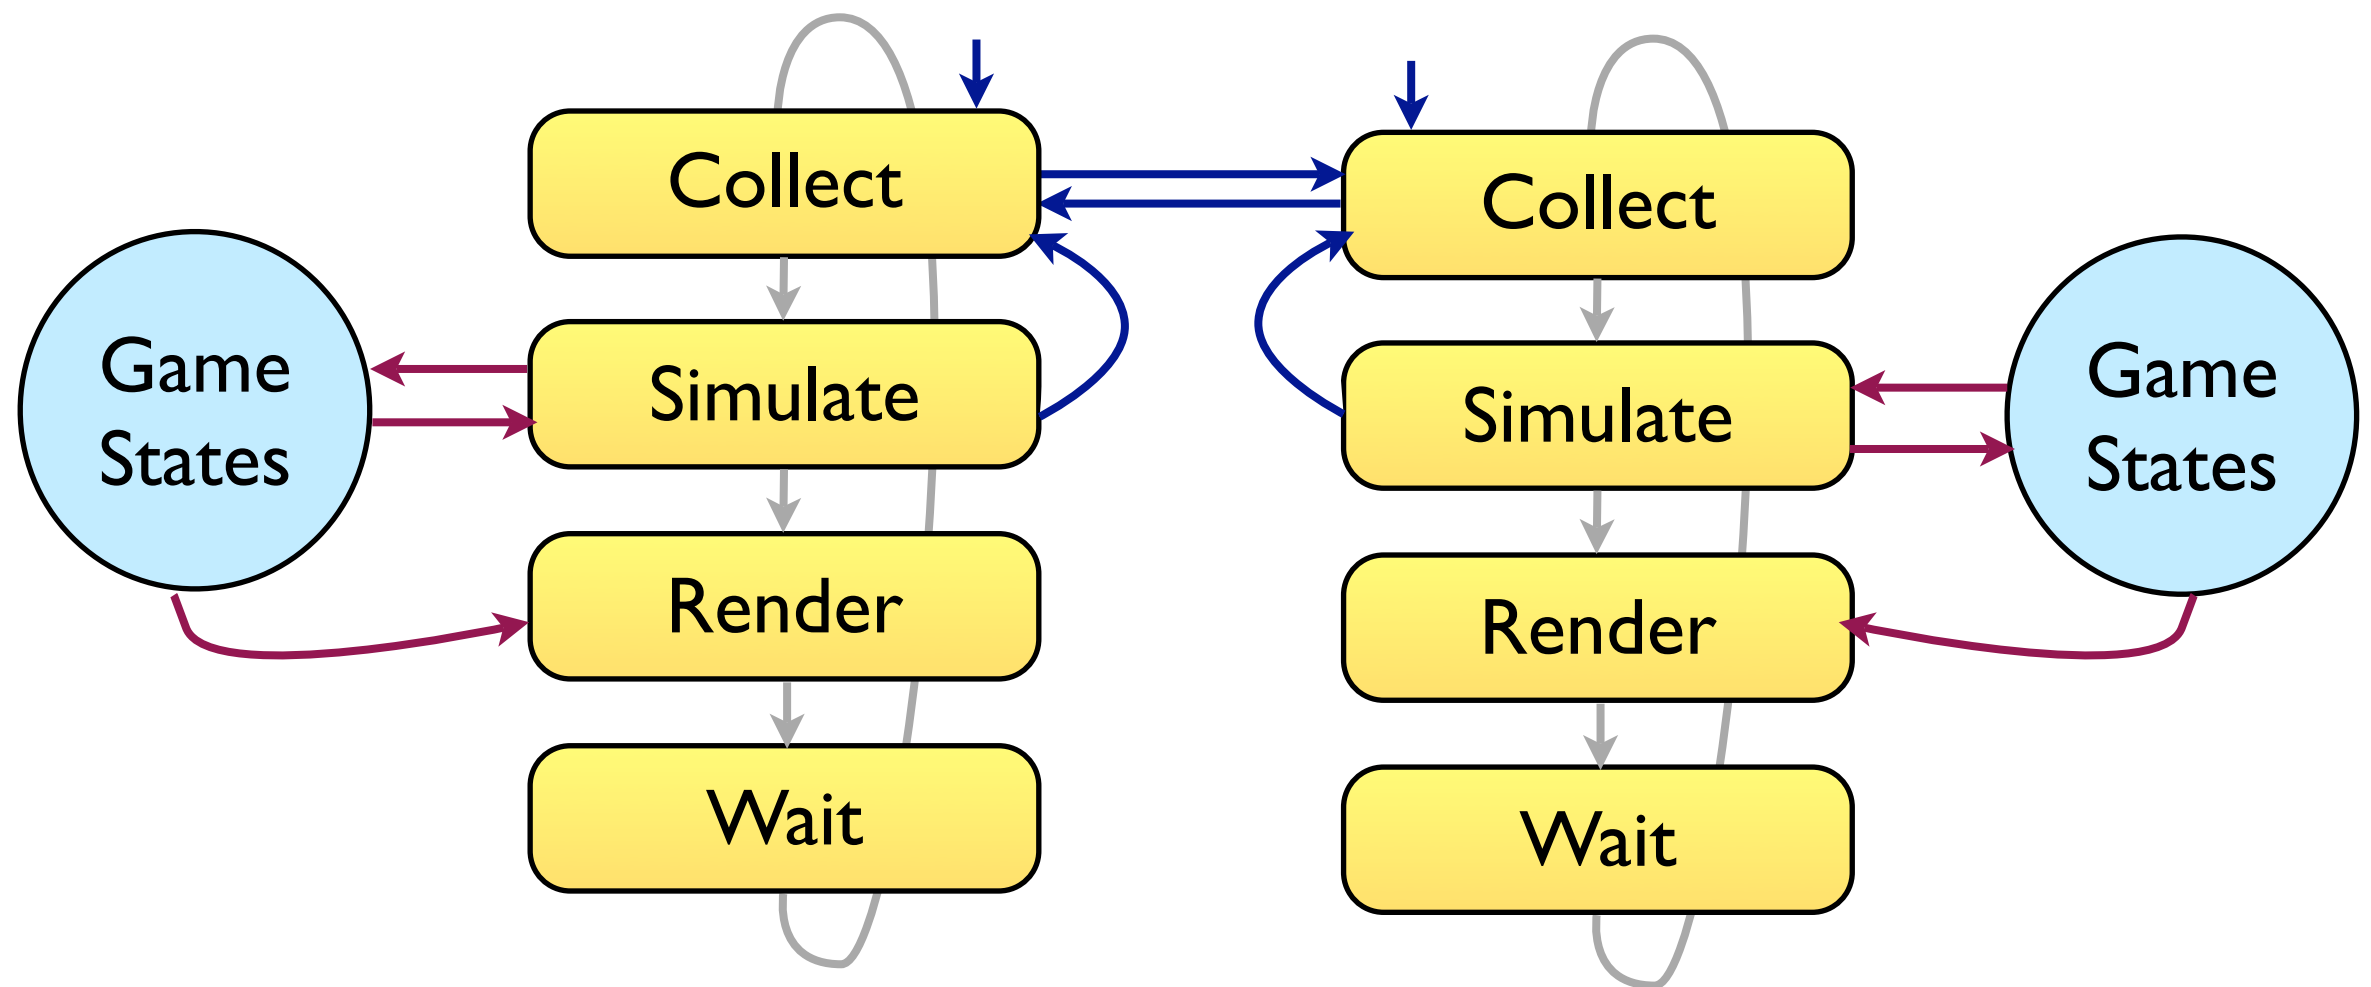 Game
States
Collect
Simulate
Render
Wait
Collect
Simulate
Render
Wait
Game
States